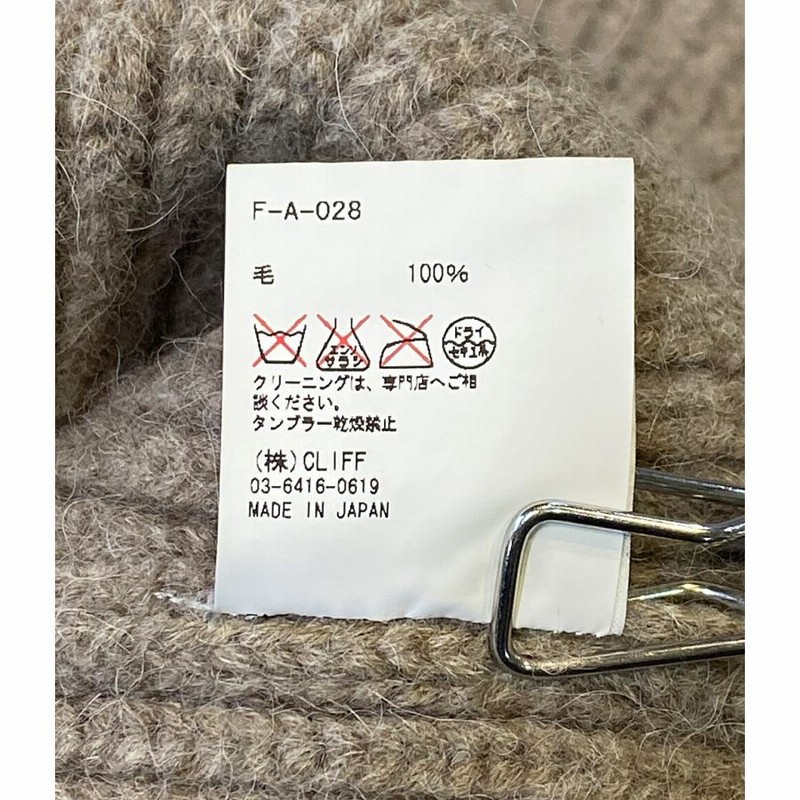 F-A-028
毛 100%
エンソ ドライ
サラシ セキユ系
クリーニングは、専門店へご相
談ください。
タンブラー乾燥禁止
(株)CLIFF
03-6416-0619
MADE IN JAPAN